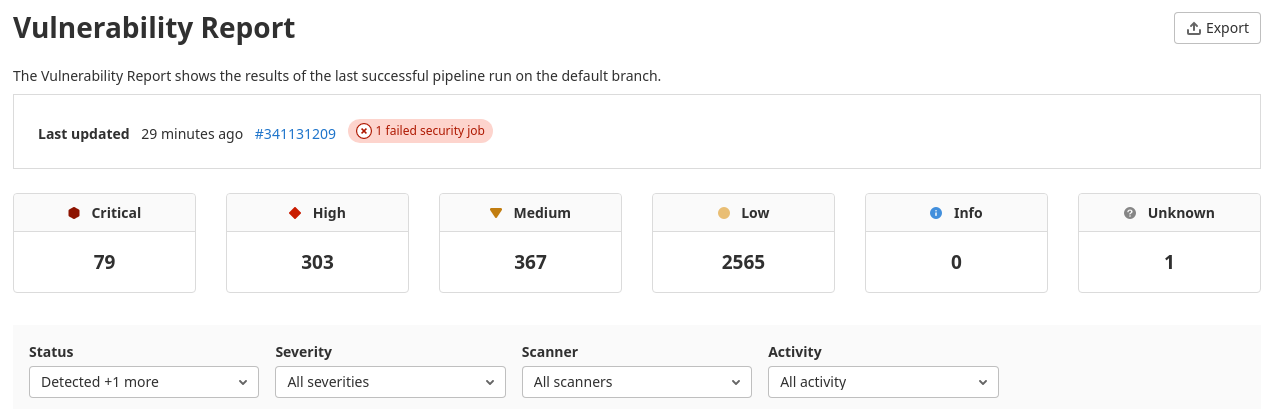 Vulnerability Report
Export
The Vulnerability Report shows the results of the last successful pipeline run on the default branch.
Last updated 29 minutes ago #341131209 1 failed security job
Critical High Medium Low Info Unknown
79 303 367 2565 0 1
Status Severity Scanner Activity
Detected +1 more All severities All scanners All activity